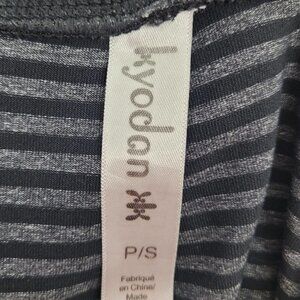 kyodan
P/S
Fabriqué
en Chine/
Made